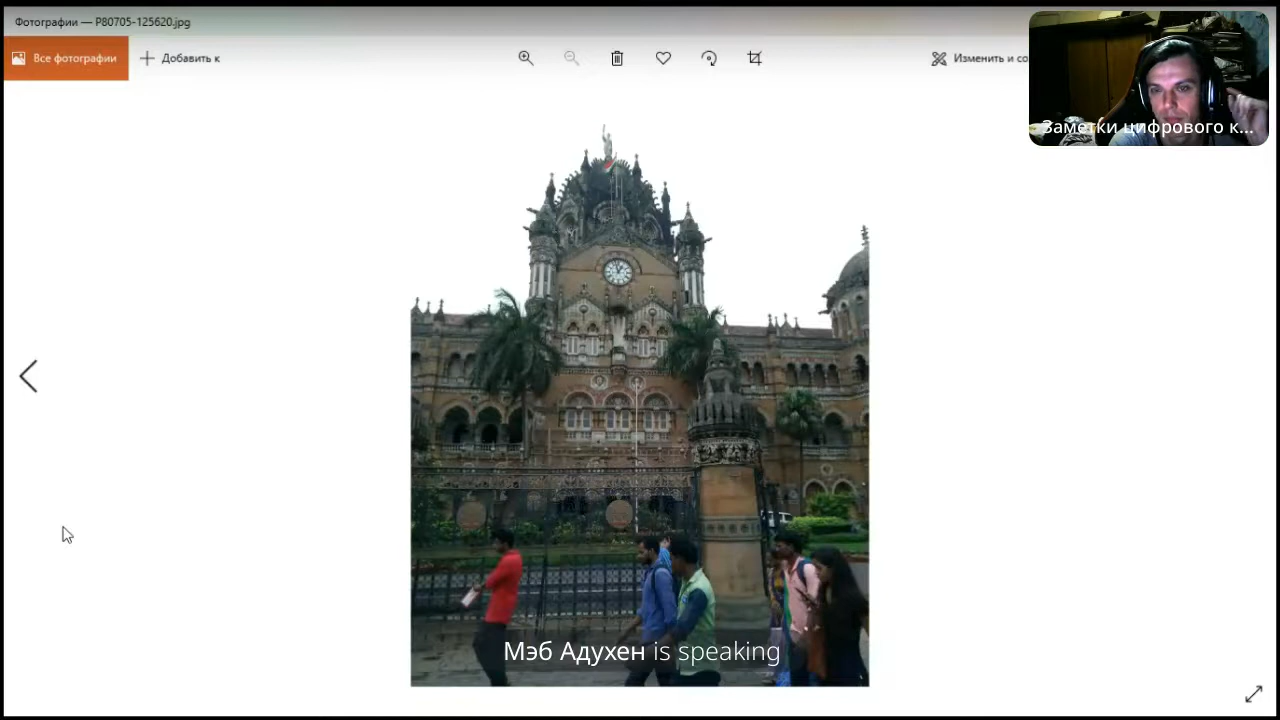 Фотографии — P80705-125620.jpg
Все фотографии
Добавить к
Изменить и со
Заметки цифрового к...
Мэб Адухен is speaking